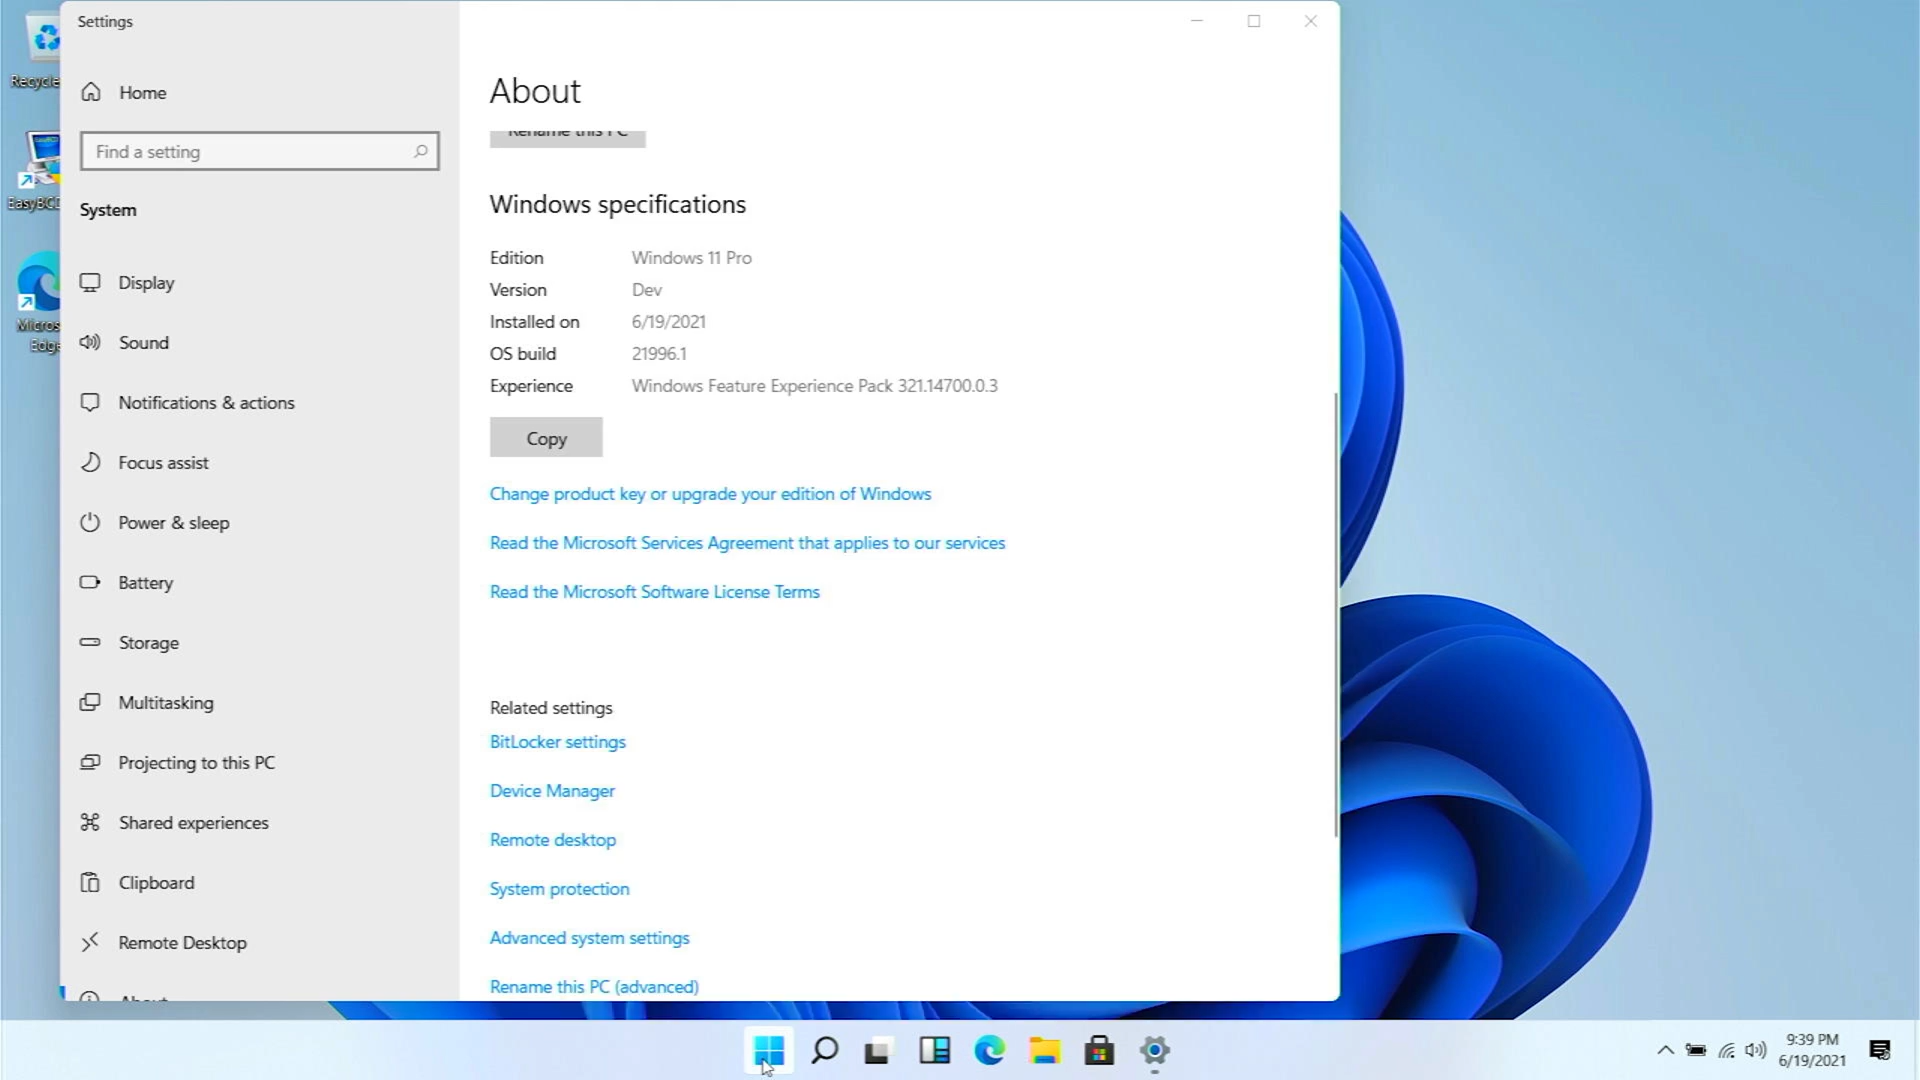 Settings
Recycle
EasyBCD
Micros
Edge
Home
Find a setting
System
Display
Sound
Notifications & actions
Focus assist
Power & sleep
Battery
Storage
Multitasking
Projecting to this PC
Shared experiences
Clipboard
Remote Desktop
About
About
Rename this PC
Windows specifications
Edition Windows 11 Pro
Version Dev
Installed on 6/19/2021
OS build 21996.1
Experience Windows Feature Experience Pack 321.14700.0.3
Copy
Change product key or upgrade your edition of Windows
Read the Microsoft Services Agreement that applies to our services
Read the Microsoft Software License Terms
Related settings
BitLocker settings
Device Manager
Remote desktop
System protection
Advanced system settings
Rename this PC (advanced)
9:39 PM
6/19/2021